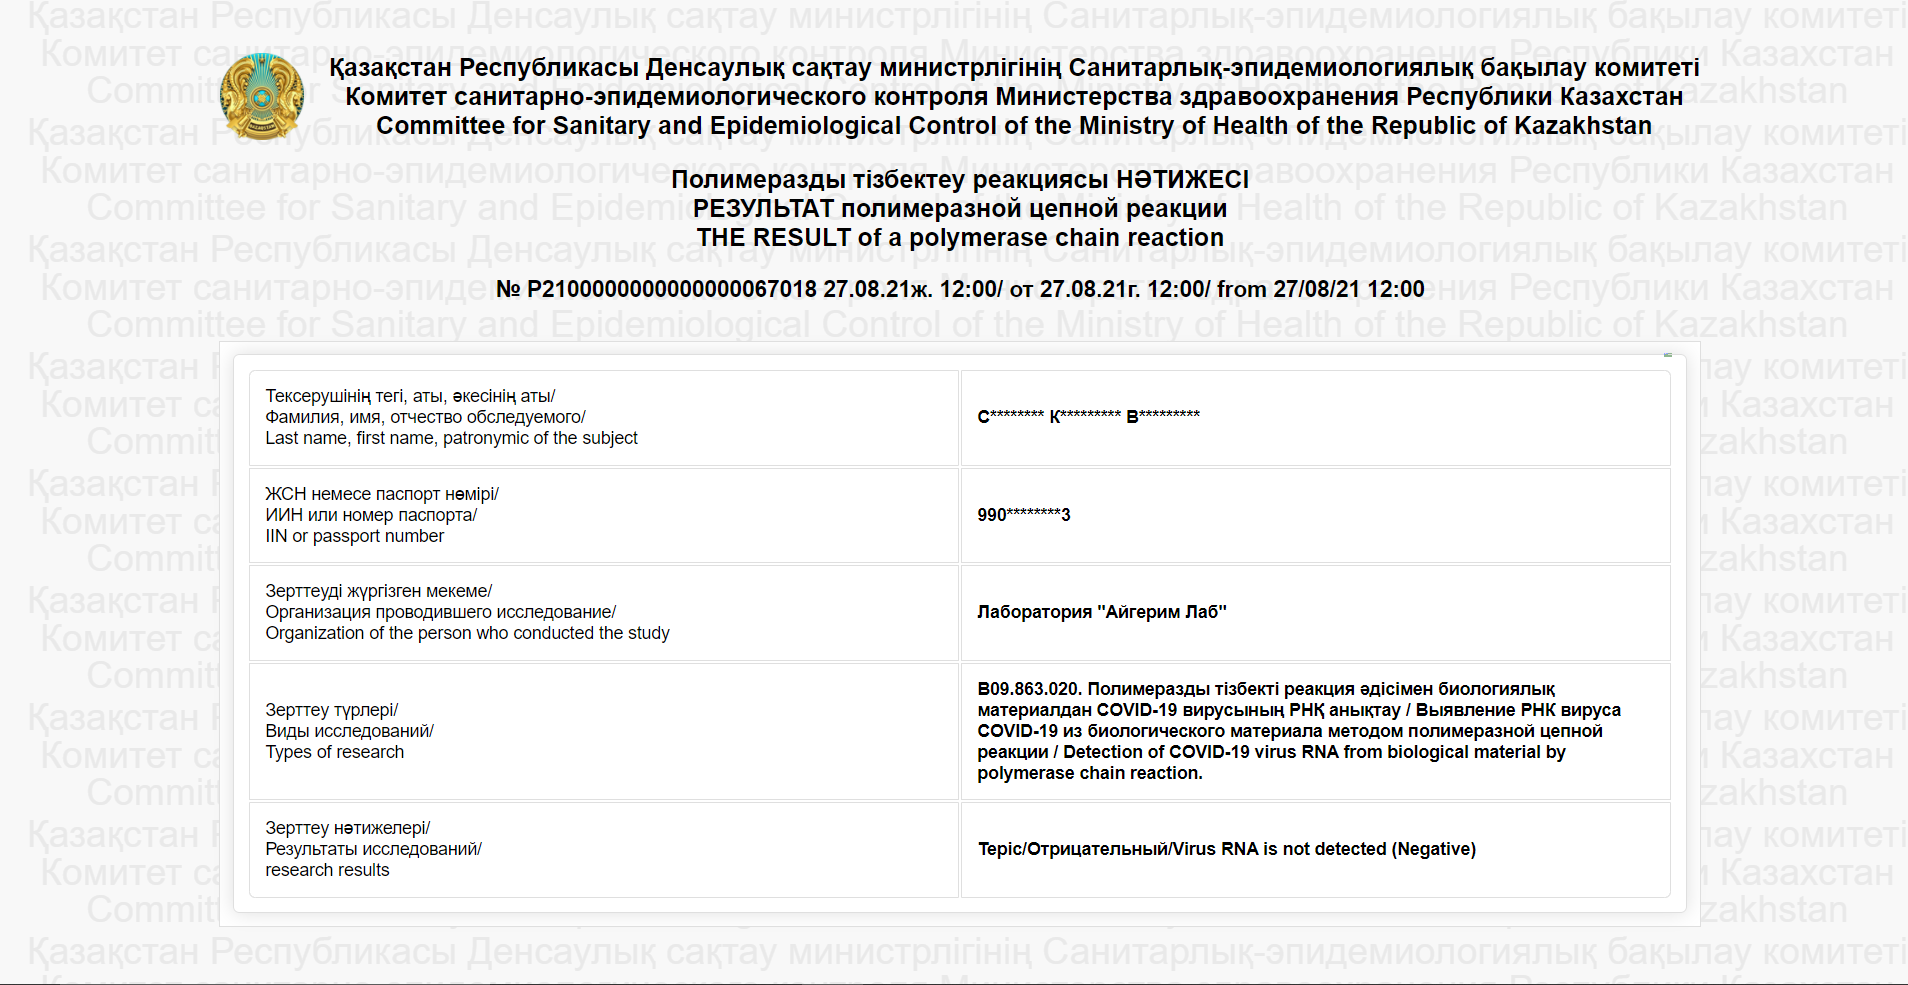 Қазақстан Республикасы Денсаулық сақтау министрлігінің Санитарлық-эпидемиологиялық бақылау комитеті
Комитет санитарно-эпидемиологического контроля Министерства здравоохранения Республики Казахстан
Committee for Sanitary and Epidemiological Control of the Ministry of Health of the Republic of Kazakhstan
Полимеразды тізбектеу реакциясы НӘТИЖЕСІ
РЕЗУЛЬТАТ полимеразной цепной реакции
THE RESULT of a polymerase chain reaction
№ P2100000000000000067018 27.08.21ж. 12:00/ от 27.08.21г. 12:00/ from 27/08/21 12:00
Тексерушінің тегі, аты, әкесінің аты/
Фамилия, имя, отчество обследуемого/
Last name, first name, patronymic of the subject
С******** К********* В*********
ЖСН немесе паспорт нөмірі/
ИИН или номер паспорта/
IIN or passport number
990********3
Зерттеуді жүргізген мекеме/
Организация проводившего исследование/
Organization of the person who conducted the study
Лаборатория "Айгерим Лаб"
Зерттеу түрлері/
Виды исследований/
Types of research
B09.863.020. Полимеразды тізбекті реакция әдісімен биологиялық
материалдан COVID-19 вирусының РНҚ анықтау / Выявление РНК вируса
COVID-19 из биологического материала методом полимеразной цепной
реакции / Detection of COVID-19 virus RNA from biological material by
polymerase chain reaction.
Зерттеу нәтижелері/
Результаты исследований/
research results
Теріс/Отрицательный/Virus RNA is not detected (Negative)